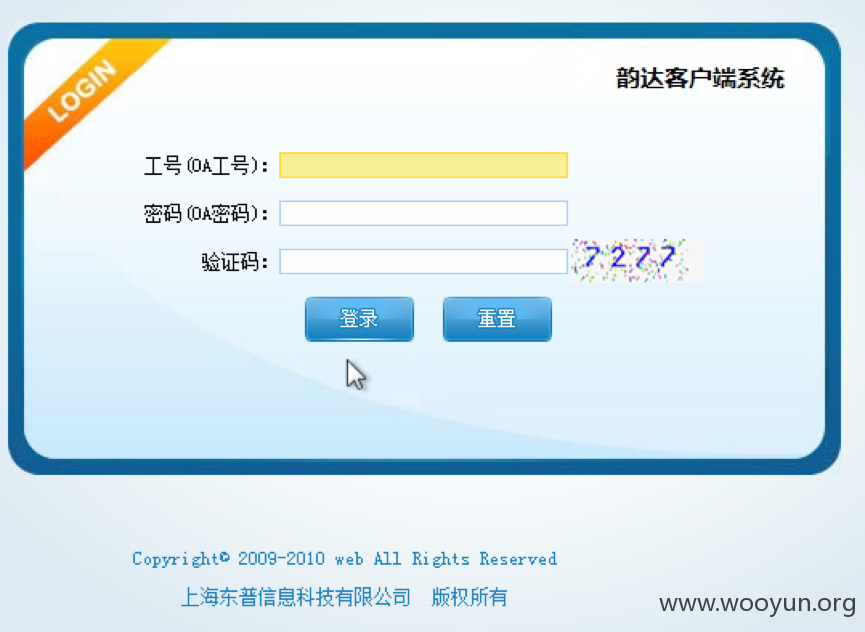 LOGIN
韵达客户端系统
工号(OA工号):
密码(OA密码):
验证码:
7277
登录 重置
Copyright© 2009-2010 web All Rights Reserved
上海东普信息科技有限公司 版权所有
www.wooyun.org